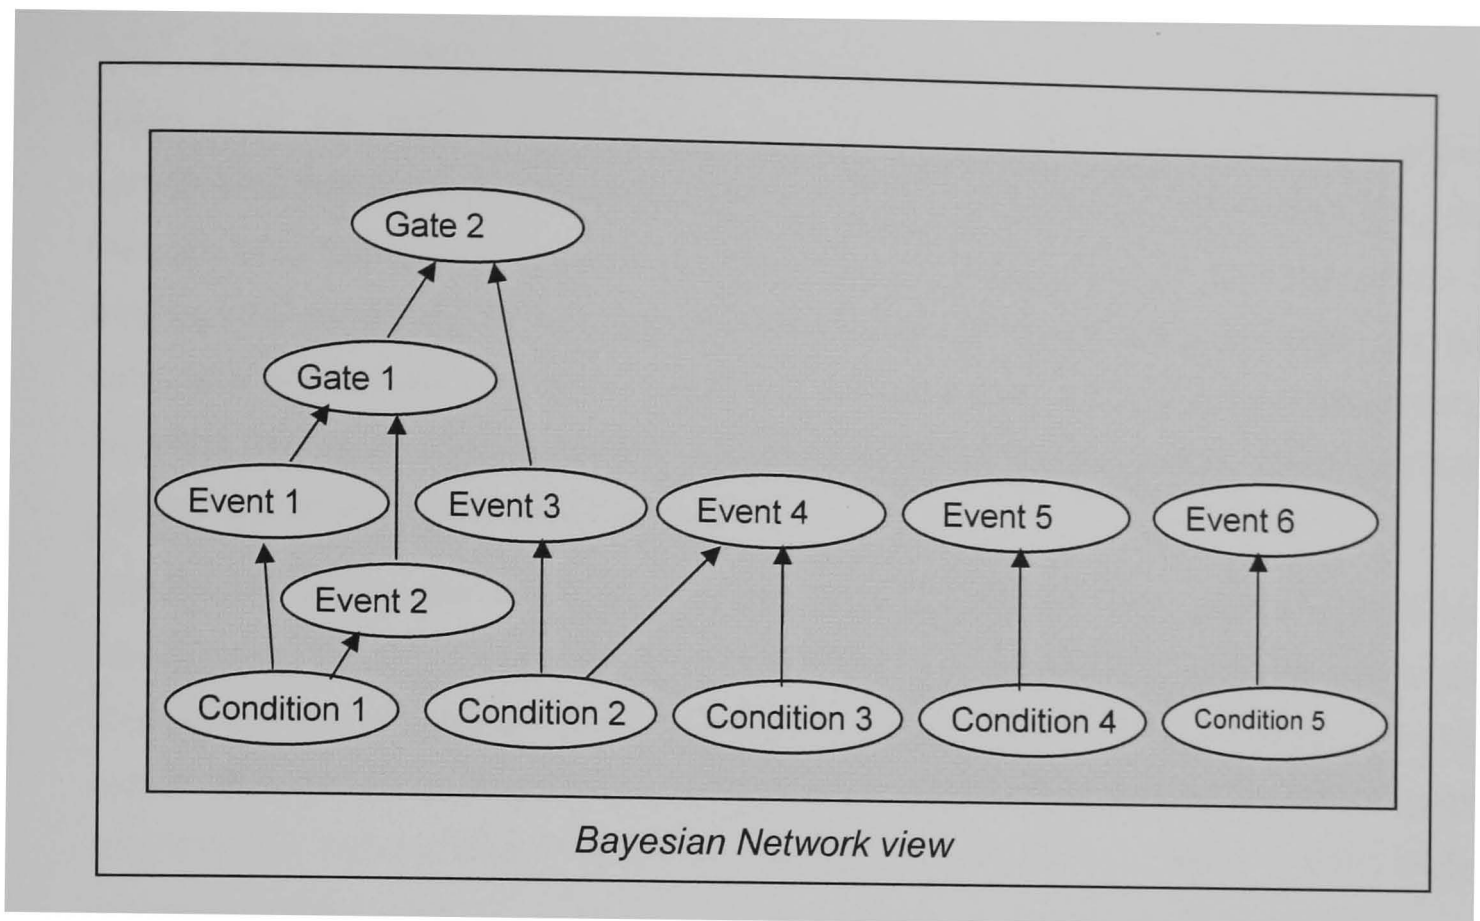 Gate 2
Gate 1
Event 1
Event 3
Event 4
Event 5
Event 6
Event 2
Condition 1
Condition 2
Condition 3
Condition 4
Condition 5
Bayesian Network view